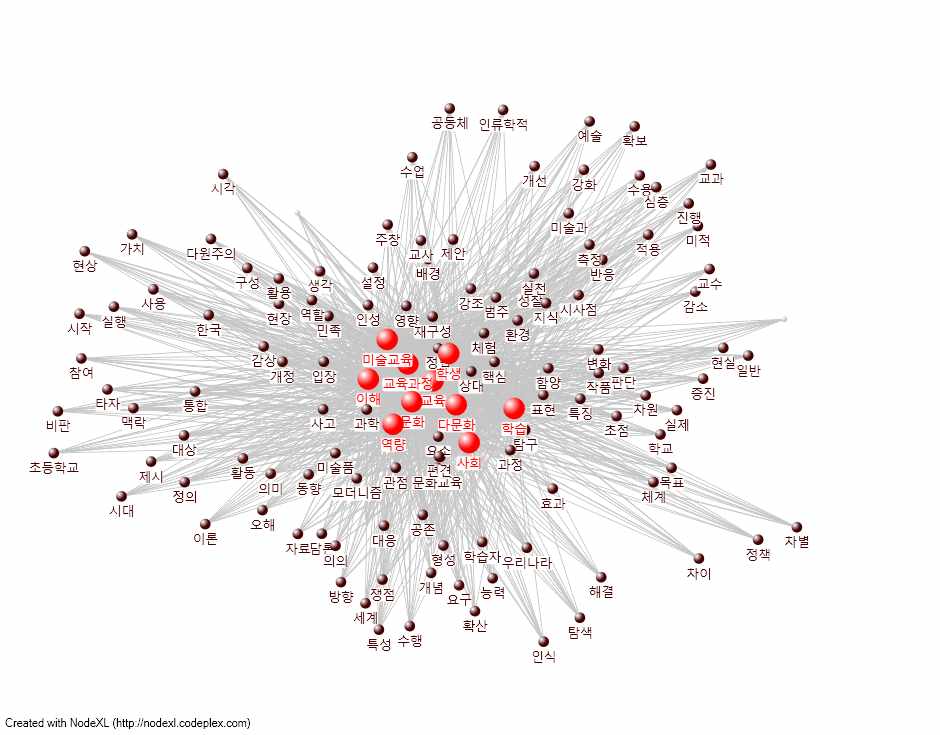 공동체
인류학적
예술
확보
수업
개선
강화
교과
시각
수용
심층
진행
미술과
가치
다원주의
주창
교사
제안
적용
미적
현상
구성
배경
측정
반응
활용
생각
설정
실천
교수
사용
강조
범주
성찰
시사점
감소
시작
실행
한국
현장
역할
민족
인성
영향
재구성
지식
환경
참여
감상
개정
입장
미술교육
학생
체험
변화
현실
일반
이해
교육과정
상대
핵심
함양
작품
판단
증진
타자
통합
교육
표현
특징
차원
비판
맥락
사고
과학
문화
다문화
학습
초점
실제
초등학교
대상
역량
사회
탐구
학교
제시
활동
미술품
요소
편견
과정
정의
의미
동향
모더니즘
관점
문화교육
목표
체계
시대
오해
효과
이론
자료
의의
대응
공존
형성
학습자
우리나라
차별
정책
차이
방향
쟁점
개념
요구
능력
해결
세계
특성
수행
확산
탐색
인식
Created with NodeXL (http://nodexl.codeplex.com)